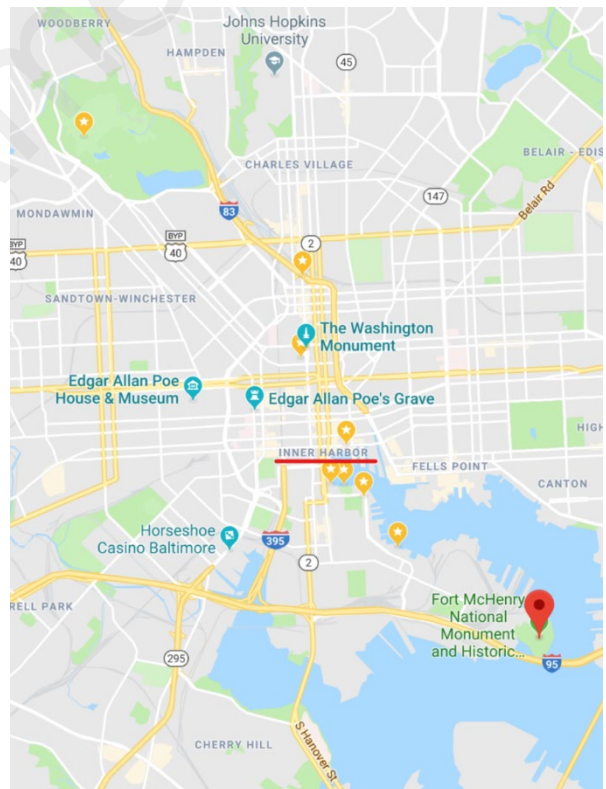 WOODBERRY
Johns Hopkins
University
HAMPDEN
45
CHARLES VILLAGE
BELAIR - EDIS
147
Belair Rd
MONDAWMIN
83
BYP
40
BYP
40
2
SANDTOWN-WINCHESTER
The Washington
Monument
Edgar Allan Poe
House & Museum
Edgar Allan Poe's Grave
HIGH
INNER HARBOR
FELLS POINT
CANTON
Horseshoe
Casino Baltimore
395
2
RELL PARK
Fort McHenry
National
Monument
and Historic...
295
95
S Hanover St
CHERRY HILL